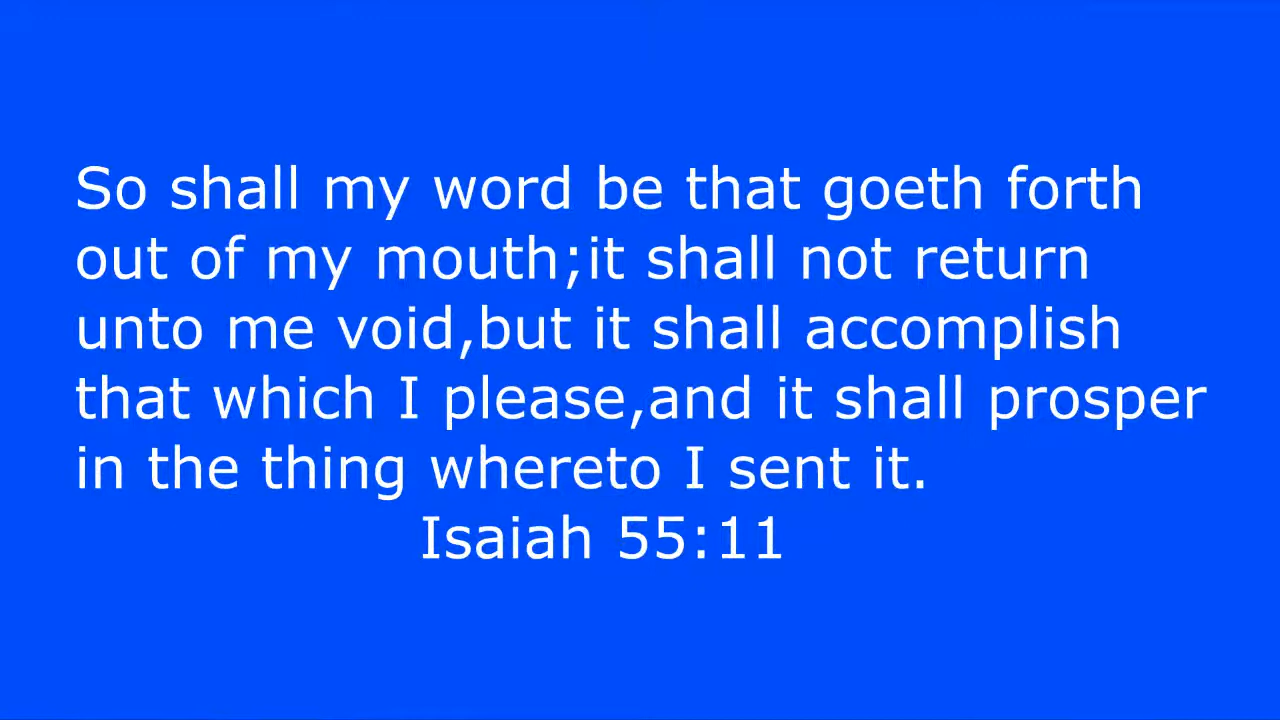 So shall my word be that goeth forth
out of my mouth;it shall not return
unto me void,but it shall accomplish
that which I please,and it shall prosper
in the thing whereto I sent it.
Isaiah 55:11